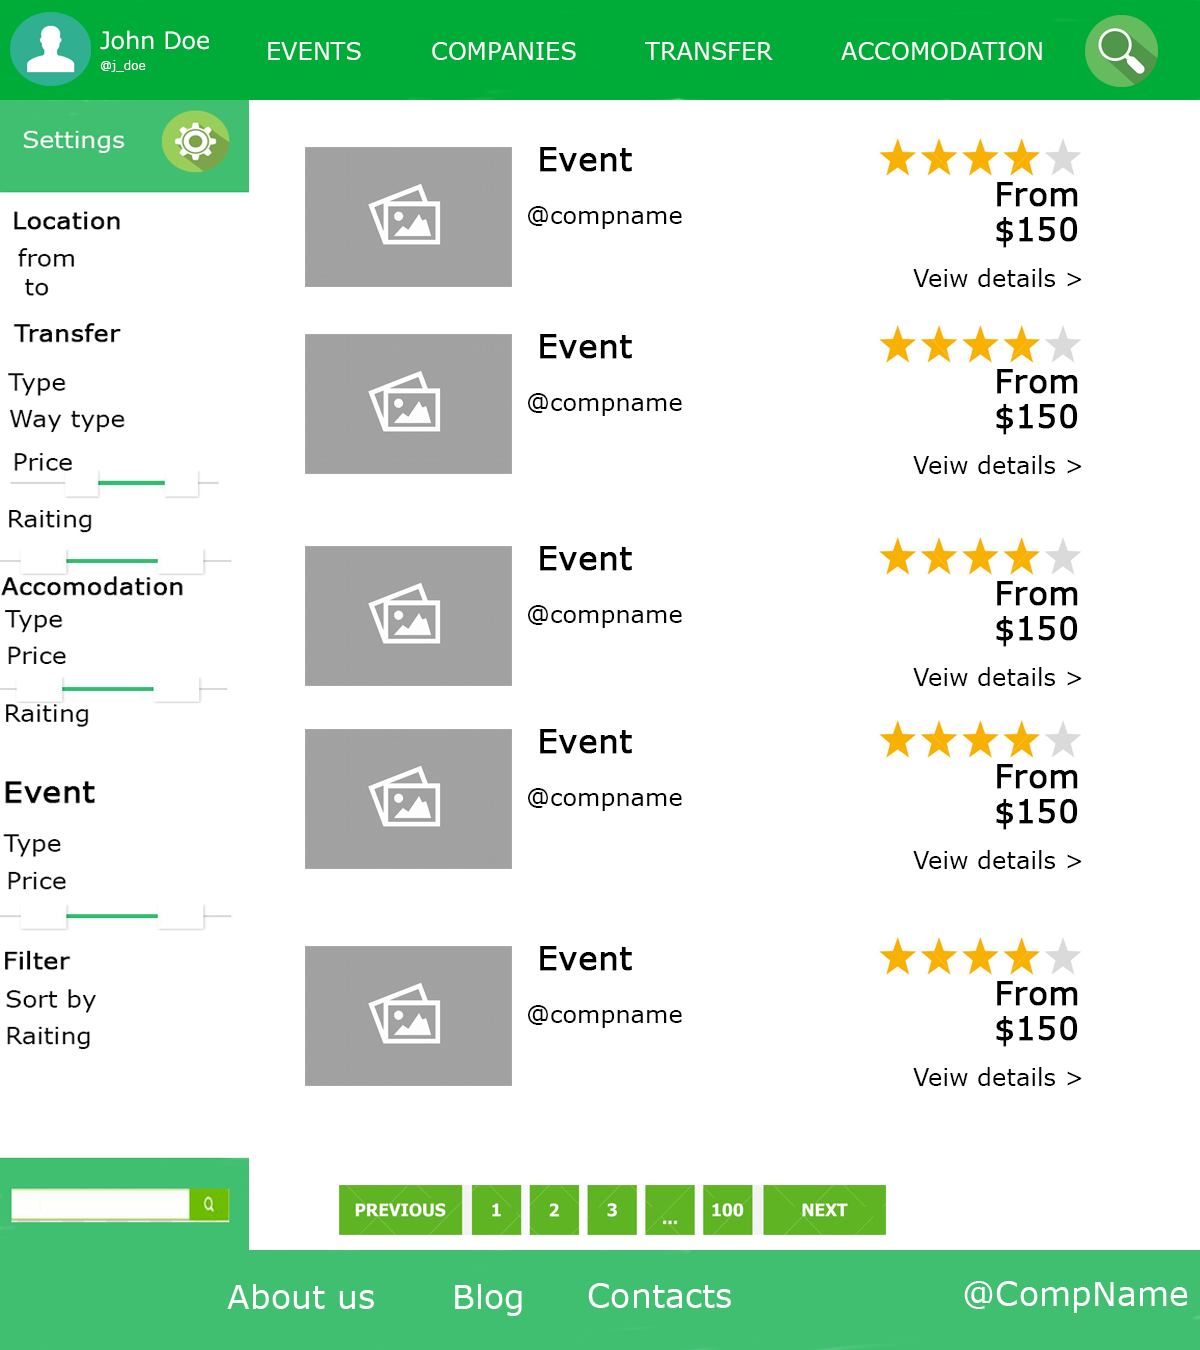 John Doe
@j_doe
EVENTS
COMPANIES
TRANSFER
ACCOMODATION
Settings
Location
from
to
Transfer
Type
Way type
Price
Raiting
Accomodation
Type
Price
Raiting
Event
Type
Price
Filter
Sort by
Raiting
Event
@compname
From
$150
Veiw details >
Event
@compname
From
$150
Veiw details >
Event
@compname
From
$150
Veiw details >
Event
@compname
From
$150
Veiw details >
Event
@compname
From
$150
Veiw details >
PREVIOUS 1 2 3 ... 100 NEXT
About us
Blog
Contacts
@CompName